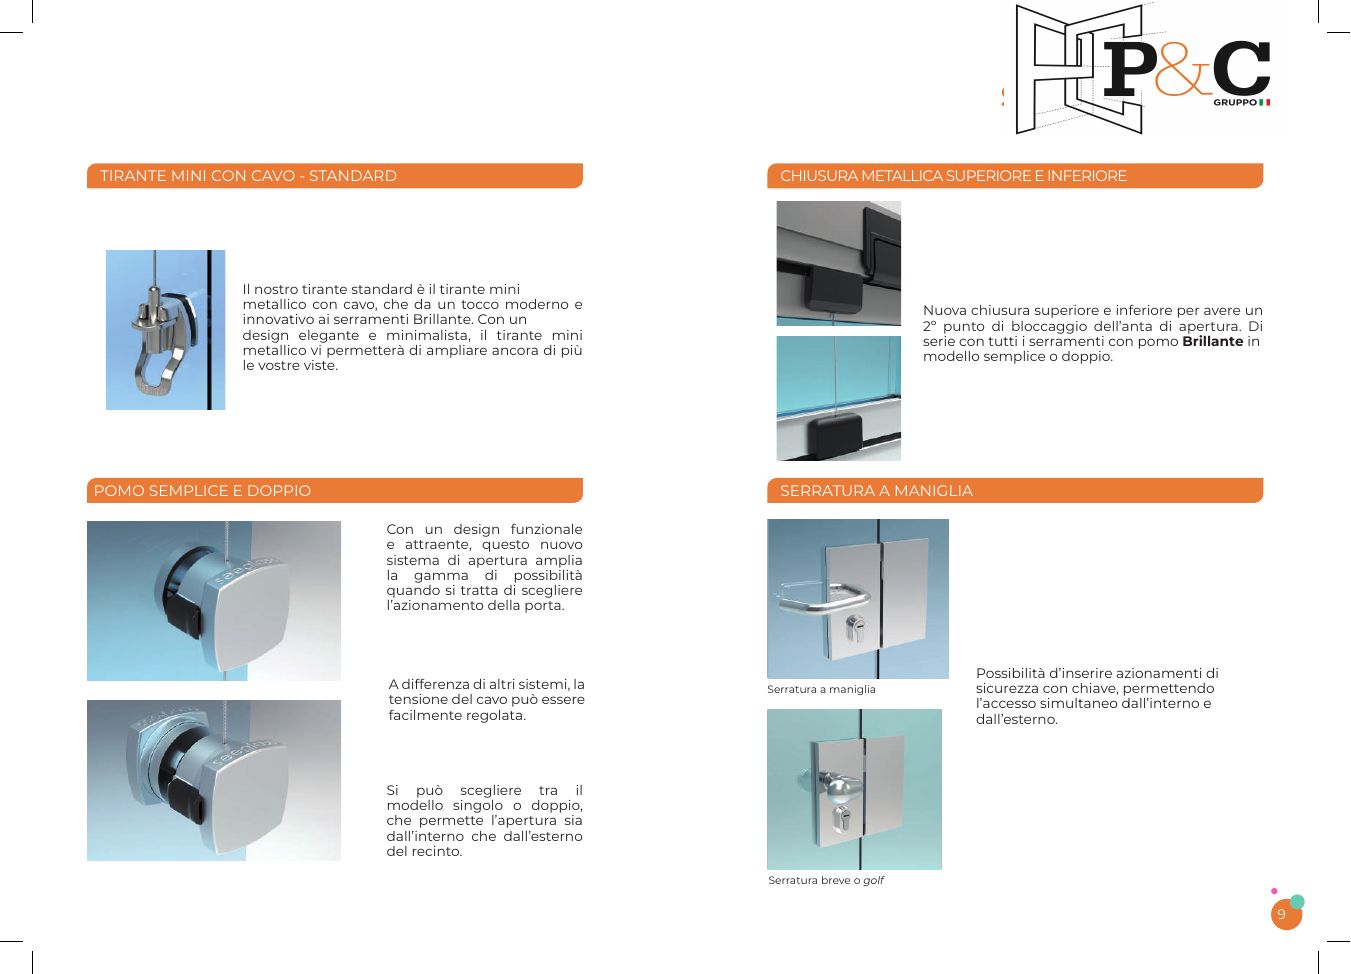 P&C
GRUPPO
TIRANTE MINI CON CAVO - STANDARD
Il nostro tirante standard è il tirante mini
metallico con cavo, che da un tocco moderno e
innovativo ai serramenti Brillante. Con un
design elegante e minimalista, il tirante mini
metallico vi permetterà di ampliare ancora di più
le vostre viste.
POMO SEMPLICE E DOPPIO
Con un design funzionale
e attraente, questo nuovo
sistema di apertura amplia
la gamma di possibilità
quando si tratta di scegliere
l’azionamento della porta.
A differenza di altri sistemi, la
tensione del cavo può essere
facilmente regolata.
Si può scegliere tra il
modello singolo o doppio,
che permette l’apertura sia
dall’interno che dall’esterno
del recinto.
CHIUSURA METALLICA SUPERIORE E INFERIORE
Nuova chiusura superiore e inferiore per avere un
2º punto di bloccaggio dell’anta di apertura. Di
serie con tutti i serramenti con pomo Brillante in
modello semplice o doppio.
SERRATURA A MANIGLIA
Serratura a maniglia
Possibilità d’inserire azionamenti di
sicurezza con chiave, permettendo
l’accesso simultaneo dall’interno e
dall’esterno.
Serratura breve o golf
9